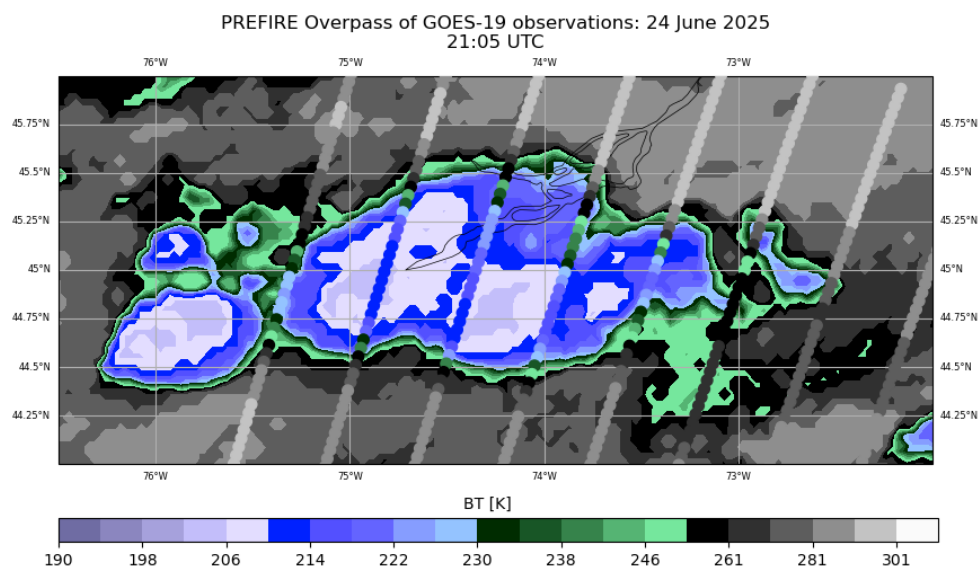 PREFIRE Overpass of GOES-19 observations: 24 June 2025
21:05 UTC
76°W 75°W 74°W 73°W
45.75°N 45.75°N
45.5°N 45.5°N
45.25°N 45.25°N
45°N 45°N
44.75°N 44.75°N
44.5°N 44.5°N
44.25°N 44.25°N
76°W 75°W 74°W 73°W
BT [K]
190 198 206 214 222 230 238 246 261 281 301